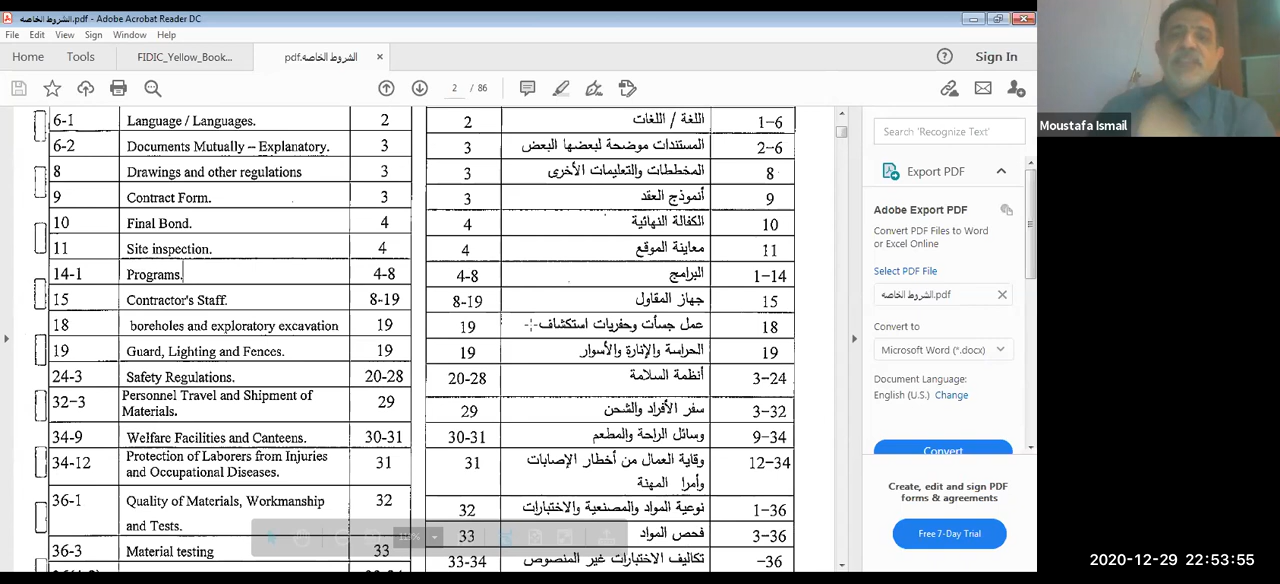 الشروط الخاصه.pdf - Adobe Acrobat Reader DC
File Edit View Sign Window Help
Home Tools FIDIC_Yellow_Book... الشروط الخاصه.pdf × Sign In
2 / 86
6-1 Language / Languages. 2 2 اللغة / اللغات 6-1
6-2 Documents Mutually – Explanatory. 3 3 المستندات موضحة لبعضها البعض 6-2
8 Drawings and other regulations 3 3 المخططات والتعليمات الأخرى 8
9 Contract Form. 3 3 أنموذج العقد 9
10 Final Bond. 4 4 الكفالة النهائية 10
11 Site inspection. 4 4 معاينة الموقع 11
14-1 Programs. 4-8 4-8 البرامج 14-1
15 Contractor's Staff. 8-19 8-19 جهاز المقاول 15
18 boreholes and exploratory excavation 19 19 عمل جسات وحفريات استكشاف 18
19 Guard, Lighting and Fences. 19 19 الحراسة والإنارة والأسوار 19
24-3 Safety Regulations. 20-28 20-28 أنظمة السلامة 24-3
32-3 Personnel Travel and Shipment of
Materials. 29 29 سفر الأفراد والشحن 32-3
34-9 Welfare Facilities and Canteens. 30-31 30-31 وسائل الراحة والمطعم 34-9
34-12 Protection of Laborers from Injuries
and Occupational Diseases. 31 31 وقاية العمال من أخطار الإصابات 34-12
وأمرا المهنة
36-1 Quality of Materials, Workmanship
and Tests. 32 32 نوعية المواد والمصنعية والاختبارات 36-1
36-3 Material testing 33 33 فحص المواد 36-3
33-34 تكاليف الاختبارات غير المنصوص 36-
Search 'Recognize Text'
Export PDF
Adobe Export PDF
Convert PDF Files to Word
or Excel Online
Select PDF File
الشروط الخاصه.pdf
Convert to
Microsoft Word (*.docx)
Document Language:
English (U.S.) Change
Convert
Create, edit and sign PDF
forms & agreements
Free 7-Day Trial
Moustafa Ismail
2020-12-29 22:53:55